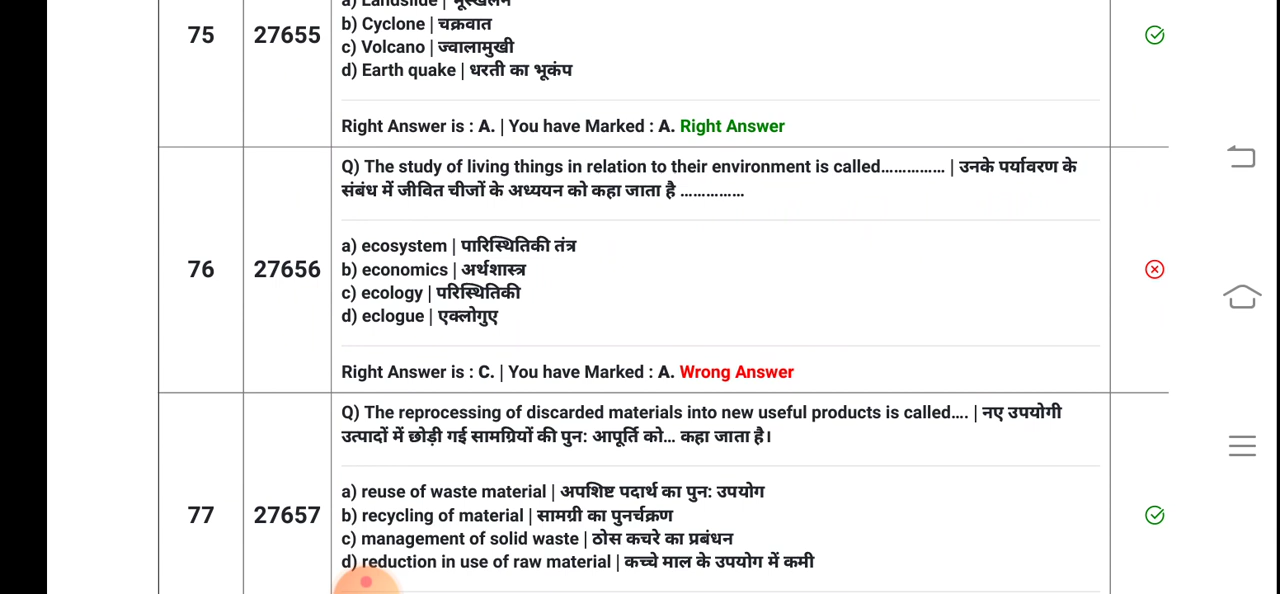 a) Landslide | भूस्खलन
75
27655
b) Cyclone | चक्रवात
c) Volcano | ज्वालामुखी
d) Earth quake | धरती का भूकंप
Right Answer is : A. | You have Marked : A. Right Answer
Q) The study of living things in relation to their environment is called............... | उनके पर्यावरण के
संबंध में जीवित चीजों के अध्ययन को कहा जाता है ...............
76
27656
a) ecosystem | पारिस्थितिकी तंत्र
b) economics | अर्थशास्त्र
c) ecology | परिस्थितिकी
d) eclogue | एक्लोगुए
Right Answer is : C. | You have Marked : A. Wrong Answer
Q) The reprocessing of discarded materials into new useful products is called.... | नए उपयोगी
उत्पादों में छोड़ी गई सामग्रियों की पुन: आपूर्ति को... कहा जाता है।
77
27657
a) reuse of waste material | अपशिष्ट पदार्थ का पुन: उपयोग
b) recycling of material | सामग्री का पुनर्चक्रण
c) management of solid waste | ठोस कचरे का प्रबंधन
d) reduction in use of raw material | कच्चे माल के उपयोग में कमी